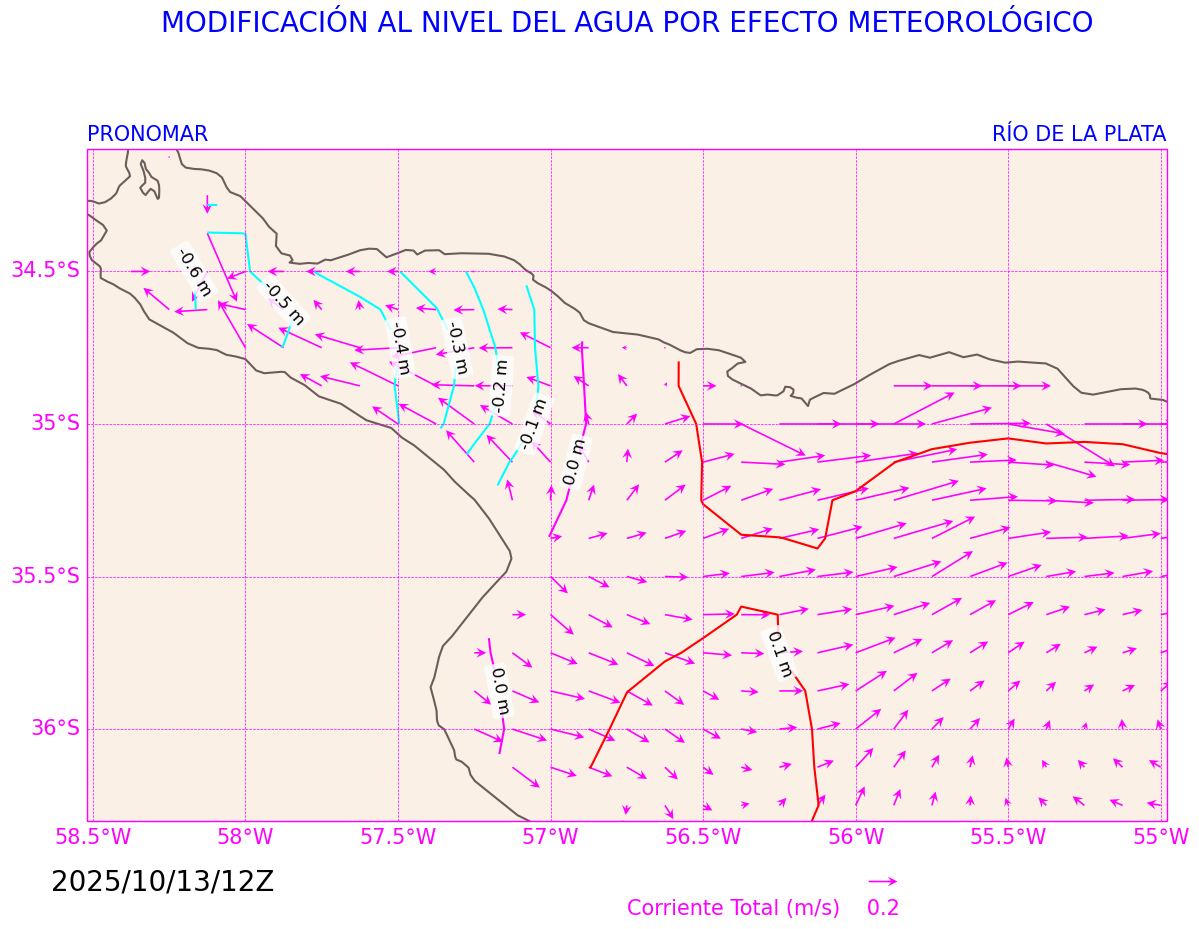 MODIFICACIÓN AL NIVEL DEL AGUA POR EFECTO METEOROLÓGICO
PRONOMAR
RÍO DE LA PLATA
-0.6 m
-0.5 m
-0.4 m
-0.3 m
-0.2 m
-0.1 m
0.0 m
0.0 m
0.1 m
34.5°S
35°S
35.5°S
36°S
58.5°W 58°W 57.5°W 57°W 56.5°W 56°W 55.5°W 55°W
2025/10/13/12Z
Corriente Total (m/s) 0.2